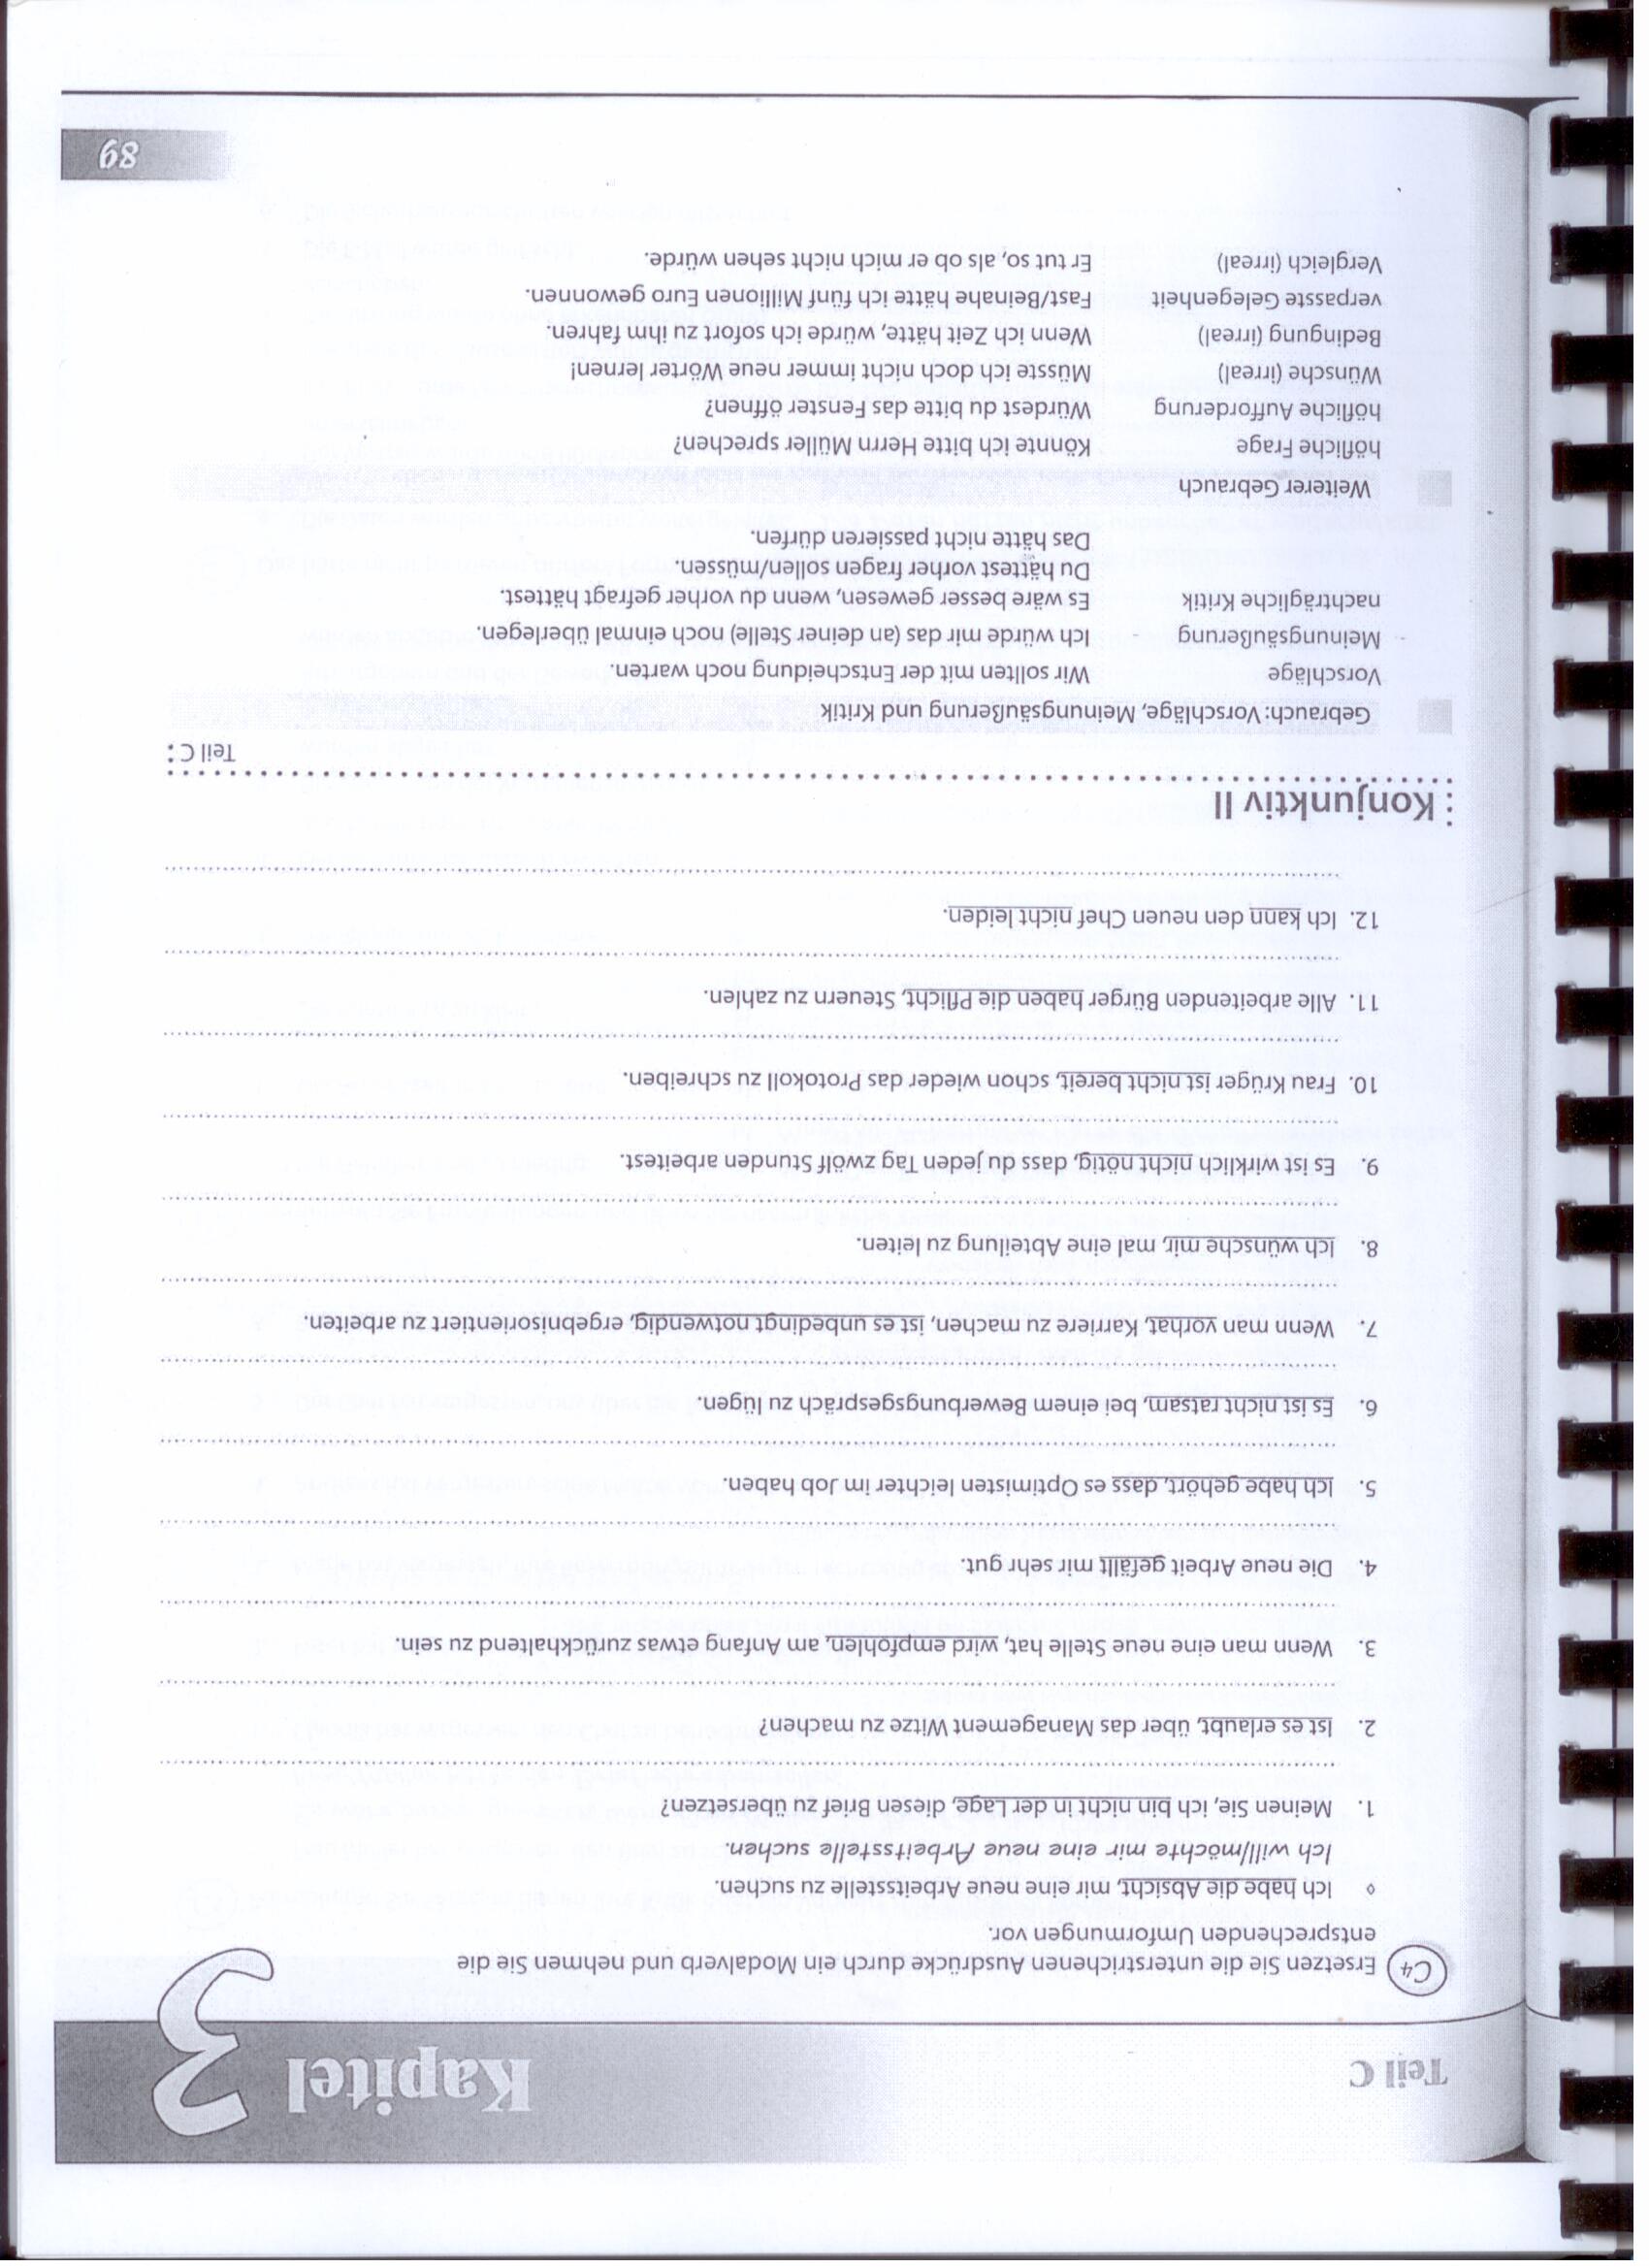 Teil C
Kapitel 3
C4 Ersetzen Sie die unterstrichenen Ausdrücke durch ein Modalverb und nehmen Sie die
entsprechenden Umformungen vor.
◊ Ich habe die Absicht, mir eine neue Arbeitsstelle zu suchen.
Ich will/möchte mir eine neue Arbeitsstelle suchen.
1. Meinen Sie, ich bin nicht in der Lage, diesen Brief zu übersetzen?
2. Ist es erlaubt, über das Management Witze zu machen?
3. Wenn man eine neue Stelle hat, wird empfohlen, am Anfang etwas zurückhaltend zu sein.
4. Die neue Arbeit gefällt mir sehr gut.
5. Ich habe gehört, dass es Optimisten leichter im Job haben.
6. Es ist nicht ratsam, bei einem Bewerbungsgespräch zu lügen.
7. Wenn man vorhat, Karriere zu machen, ist es unbedingt notwendig, ergebnisorientiert zu arbeiten.
8. Ich wünsche mir, mal eine Abteilung zu leiten.
9. Es ist wirklich nicht nötig, dass du jeden Tag zwölf Stunden arbeitest.
10. Frau Krüger ist nicht bereit, schon wieder das Protokoll zu schreiben.
11. Alle arbeitenden Bürger haben die Pflicht, Steuern zu zahlen.
12. Ich kann den neuen Chef nicht leiden.
Konjunktiv II
Teil C
Gebrauch: Vorschläge, Meinungsäußerung und Kritik
Vorschläge Wir sollten mit der Entscheidung noch warten.
Meinungsäußerung Ich würde mir das (an deiner Stelle) noch einmal überlegen.
nachträgliche Kritik Es wäre besser gewesen, wenn du vorher gefragt hättest.
Du hättest vorher fragen sollen/müssen.
Das hätte nicht passieren dürfen.
Weiterer Gebrauch
höfliche Frage Könnte ich bitte Herrn Müller sprechen?
höfliche Aufforderung Würdest du bitte das Fenster öffnen?
Wünsche (irreal) Müsste ich doch nicht immer neue Wörter lernen!
Bedingung (irreal) Wenn ich Zeit hätte, würde ich sofort zu ihm fahren.
verpasste Gelegenheit Fast/Beinahe hätte ich fünf Millionen Euro gewonnen.
Vergleich (irreal) Er tut so, als ob er mich nicht sehen würde.
89